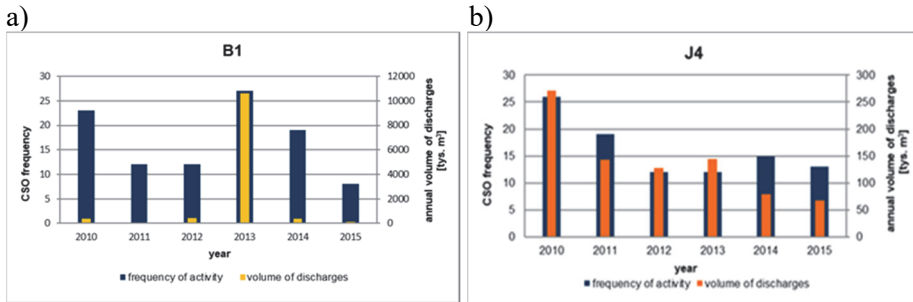 a)
B1
30
25
20
15
10
5
0
CSO frequency
12000
10000
8000
6000
4000
2000
0
annual volume of discharges
[tys. m³]
2010 2011 2012 2013 2014 2015
year
frequency of activity volume of discharges
b)
J4
30
25
20
15
10
5
0
CSO frequency
300
250
200
150
100
50
0
annual volume of discharges
[tys. m³]
2010 2011 2012 2013 2014 2015
year
frequency of activity volume of discharges